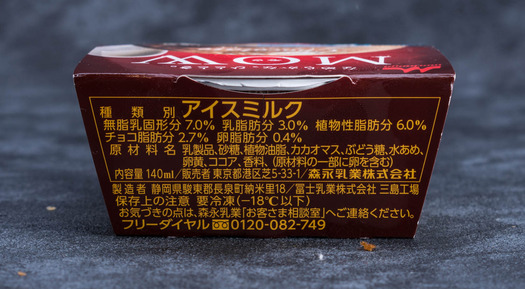 MOW
種類別 アイスミルク
無脂乳固形分 7.0% 乳脂肪分 3.0% 植物性脂肪分 6.0%
チョコ脂肪分 2.7% 卵脂肪分 0.4%
原材料名 乳製品、砂糖、植物油脂、カカオマス、ぶどう糖、水あめ、
卵黄、ココア、香料、(原材料の一部に卵を含む)
内容量 140ml/販売者 東京都港区芝5-33-1/森永乳業株式会社
製造者 静岡県駿東郡長泉町納米里18/冨士乳業株式会社 三島工場
保存上の注意 要冷凍(−18℃以下)
お気づきの点は、森永乳業「お客さま相談室」へご連絡ください。
フリーダイヤル 0120-082-749